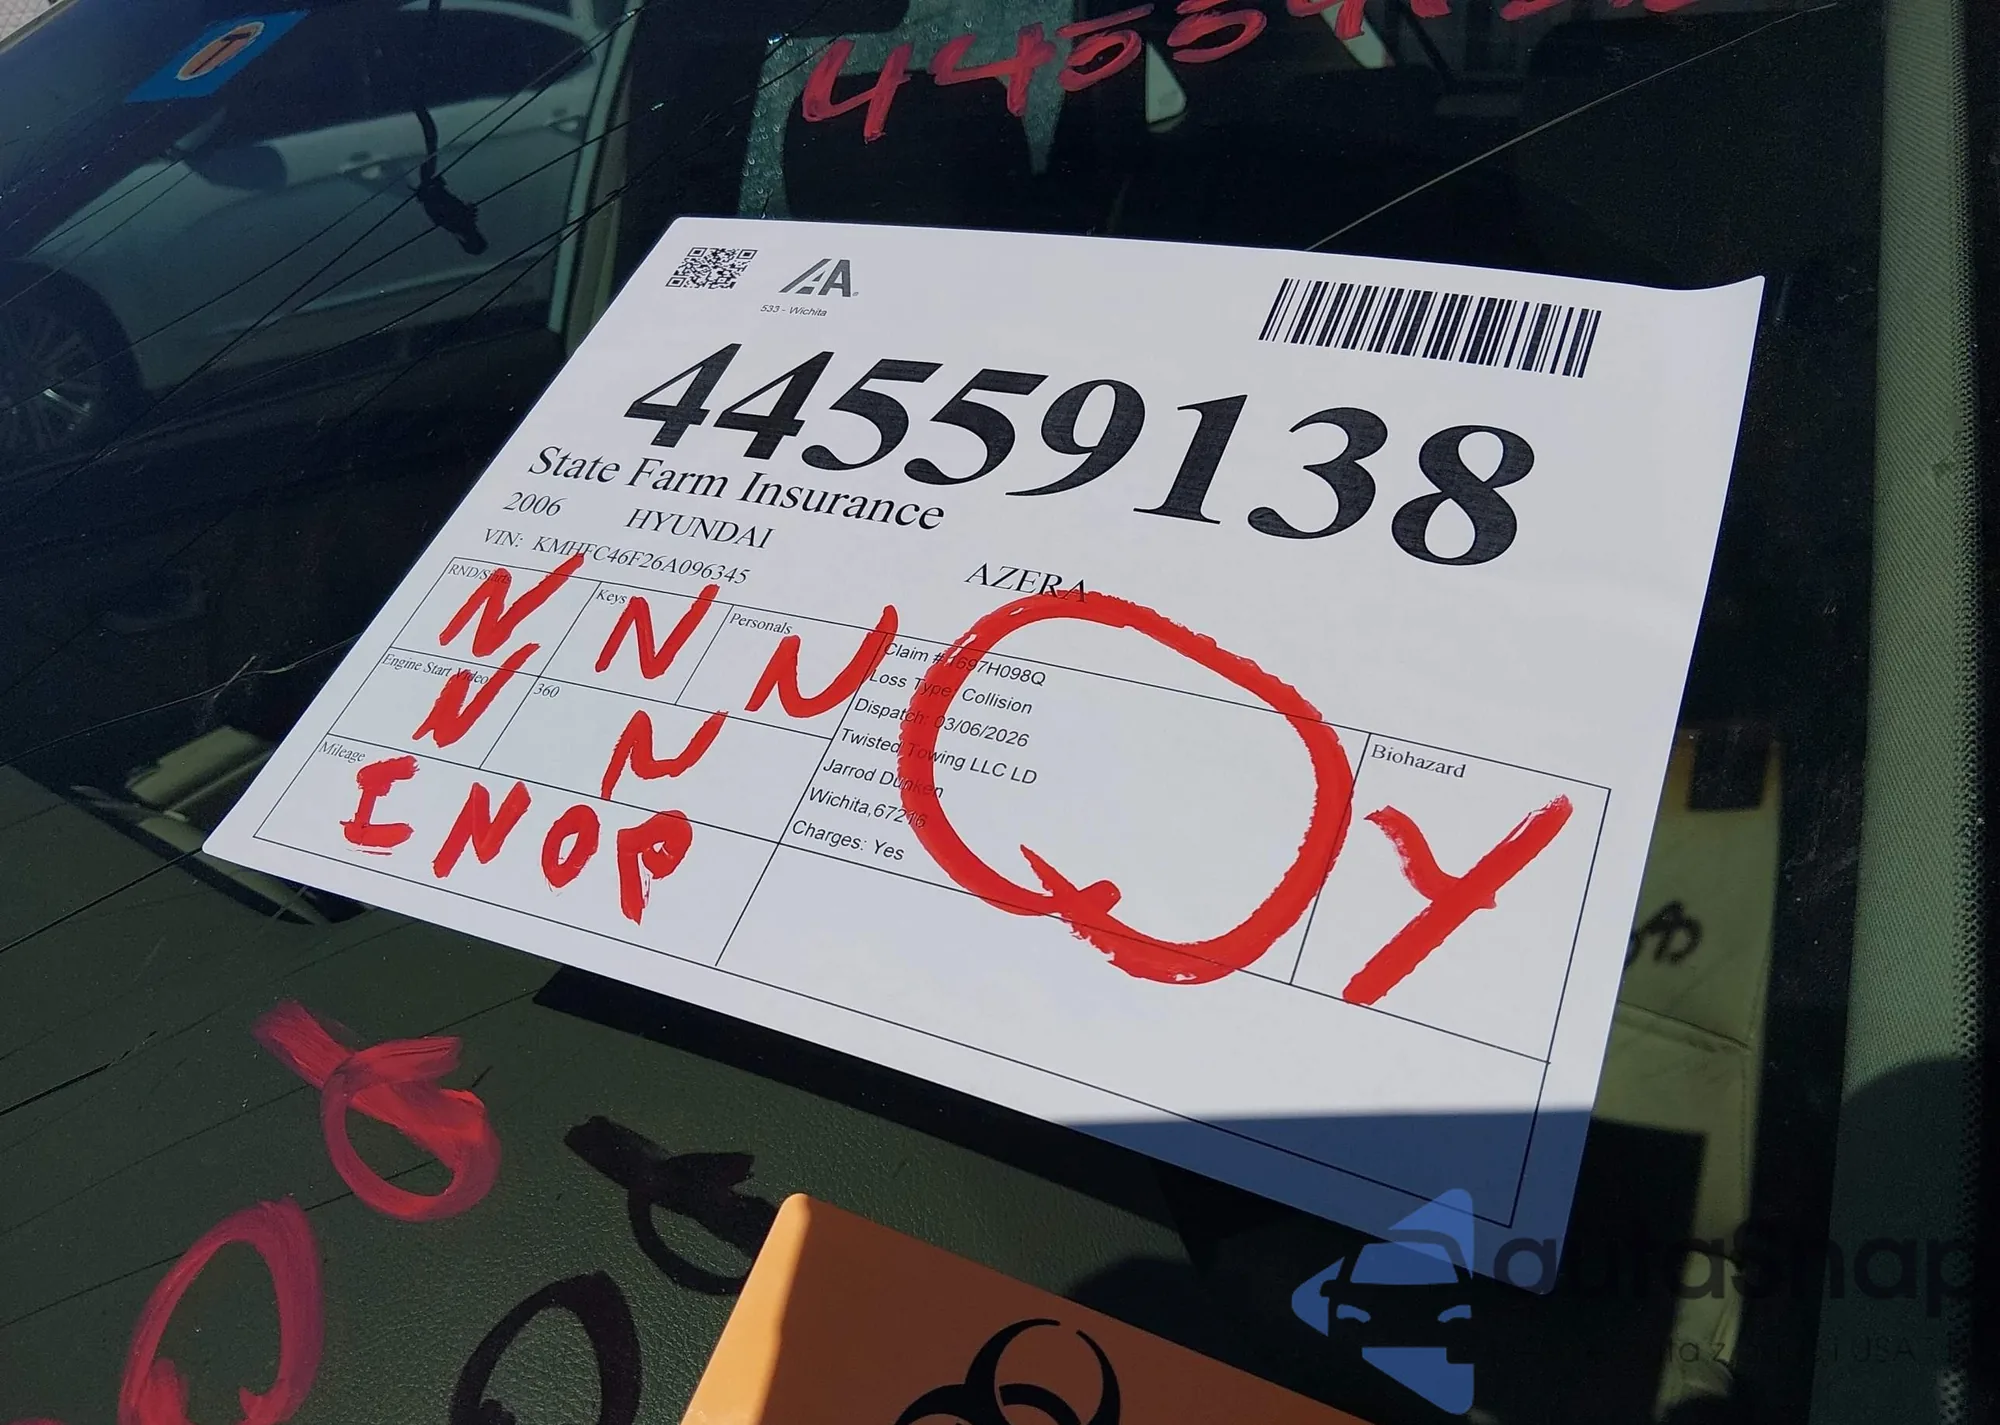 IAA
533 - Wichita
44559138
State Farm Insurance
2006 HYUNDAI AZERA
VIN: KMHFC46F26A096345
RND/Starts N
Keys N
Personals N
Engine Start Video N
360 N
Mileage
INOP
Claim # 1697H098Q
Loss Type: Collision
Dispatch: 03/06/2026
Twisted Towing LLC LD
Jarrod Dunken
Wichita,67216
Charges: Yes
Q
Biohazard
Y
autasnap